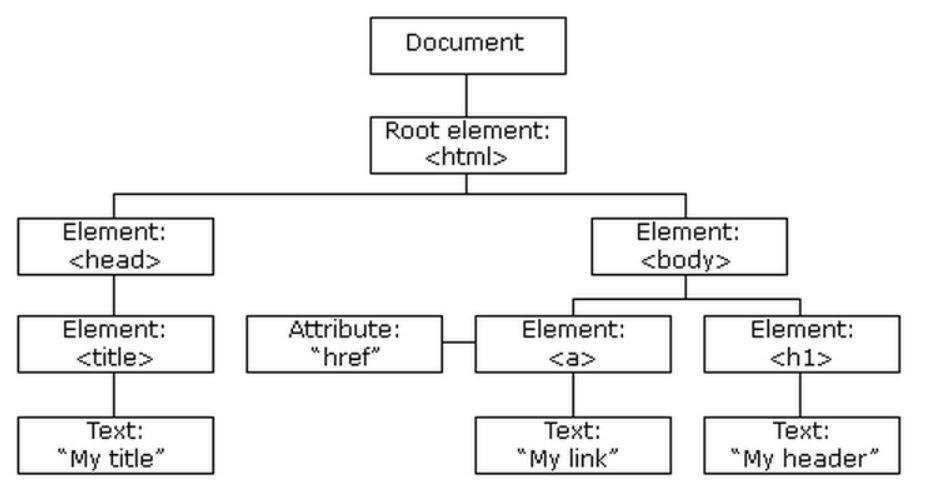 Document
Root element:
<html>
Element:
<head>
Element:
<body>
Element:
<title>
Attribute:
“href”
Element:
<a>
Element:
<h1>
Text:
“My title”
Text:
“My link”
Text:
“My header”